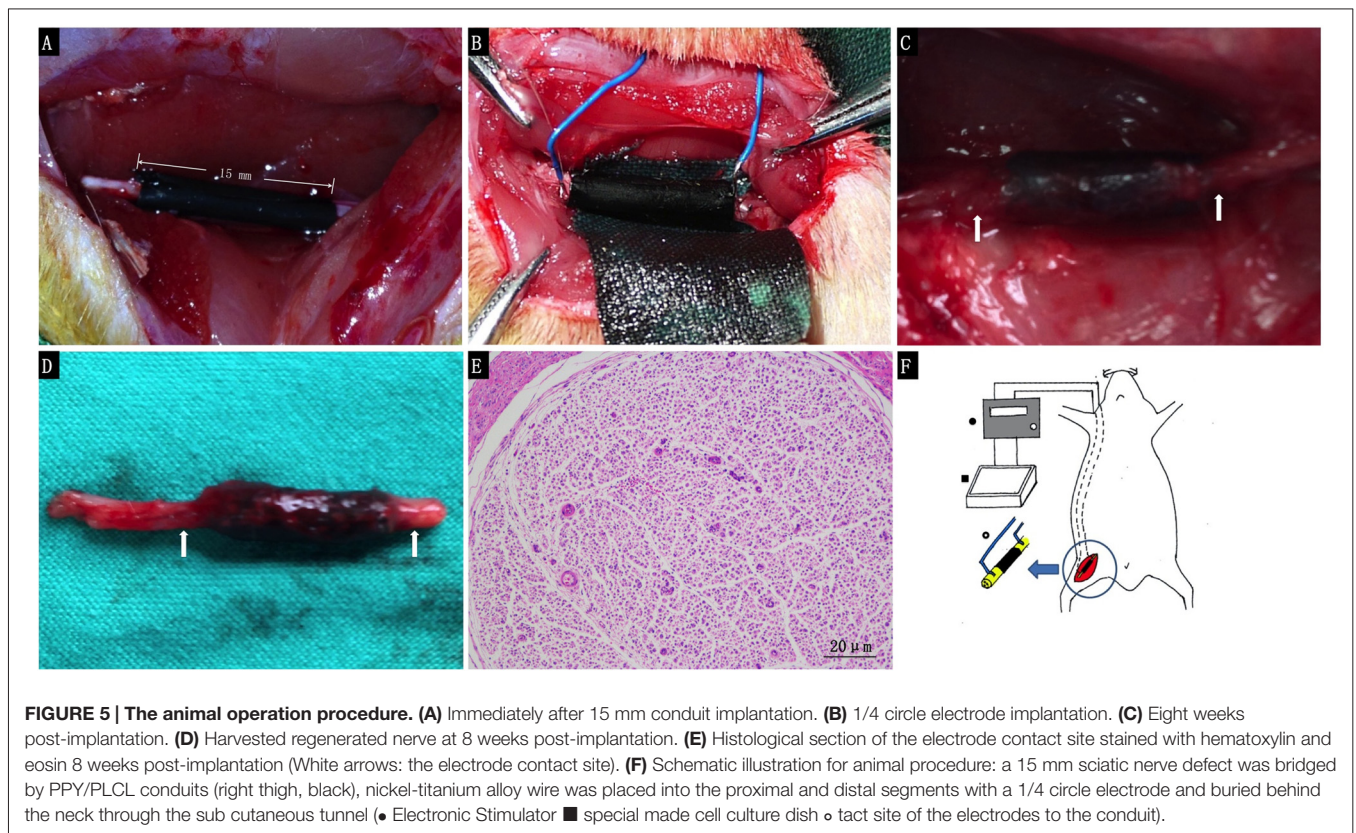 A
15 mm
B
C
D
E
20 μm
F
FIGURE 5 | The animal operation procedure. (A) Immediately after 15 mm conduit implantation. (B) 1/4 circle electrode implantation. (C) Eight weeks
post-implantation. (D) Harvested regenerated nerve at 8 weeks post-implantation. (E) Histological section of the electrode contact site stained with hematoxylin and
eosin 8 weeks post-implantation (White arrows: the electrode contact site). (F) Schematic illustration for animal procedure: a 15 mm sciatic nerve defect was bridged
by PPY/PLCL conduits (right thigh, black), nickel-titanium alloy wire was placed into the proximal and distal segments with a 1/4 circle electrode and buried behind
the neck through the sub cutaneous tunnel (● Electronic Stimulator ■ special made cell culture dish ○ tact site of the electrodes to the conduit).